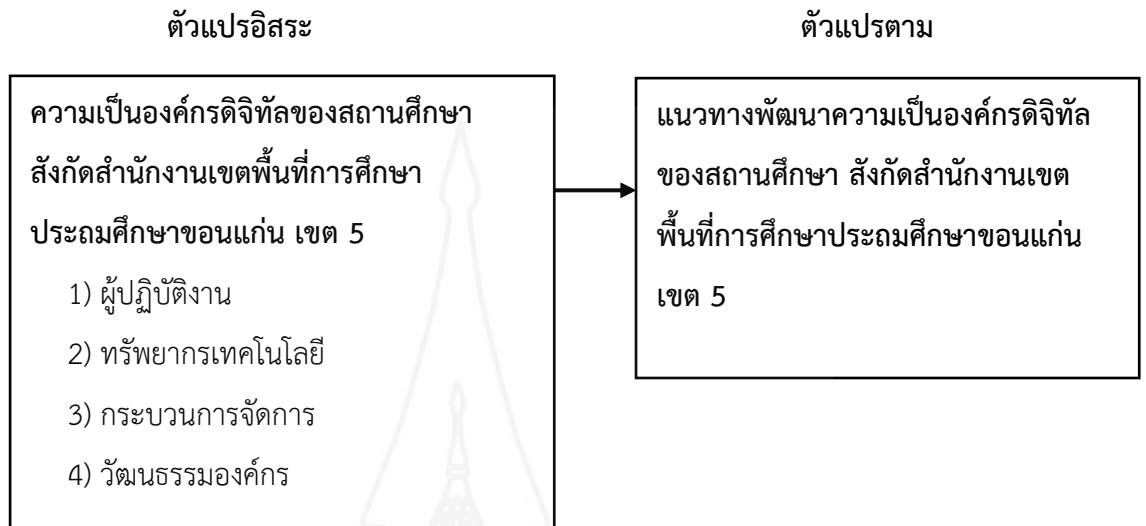 ตัวแปรอิสระ
ตัวแปรตาม
ความเป็นองค์กรดิจิทัลของสถานศึกษา
สังกัดสำนักงานเขตพื้นที่การศึกษา
ประถมศึกษาขอนแก่น เขต 5
1) ผู้ปฏิบัติงาน
2) ทรัพยากรเทคโนโลยี
3) กระบวนการจัดการ
4) วัฒนธรรมองค์กร
แนวทางพัฒนาความเป็นองค์กรดิจิทัล
ของสถานศึกษา สังกัดสำนักงานเขต
พื้นที่การศึกษาประถมศึกษาขอนแก่น
เขต 5